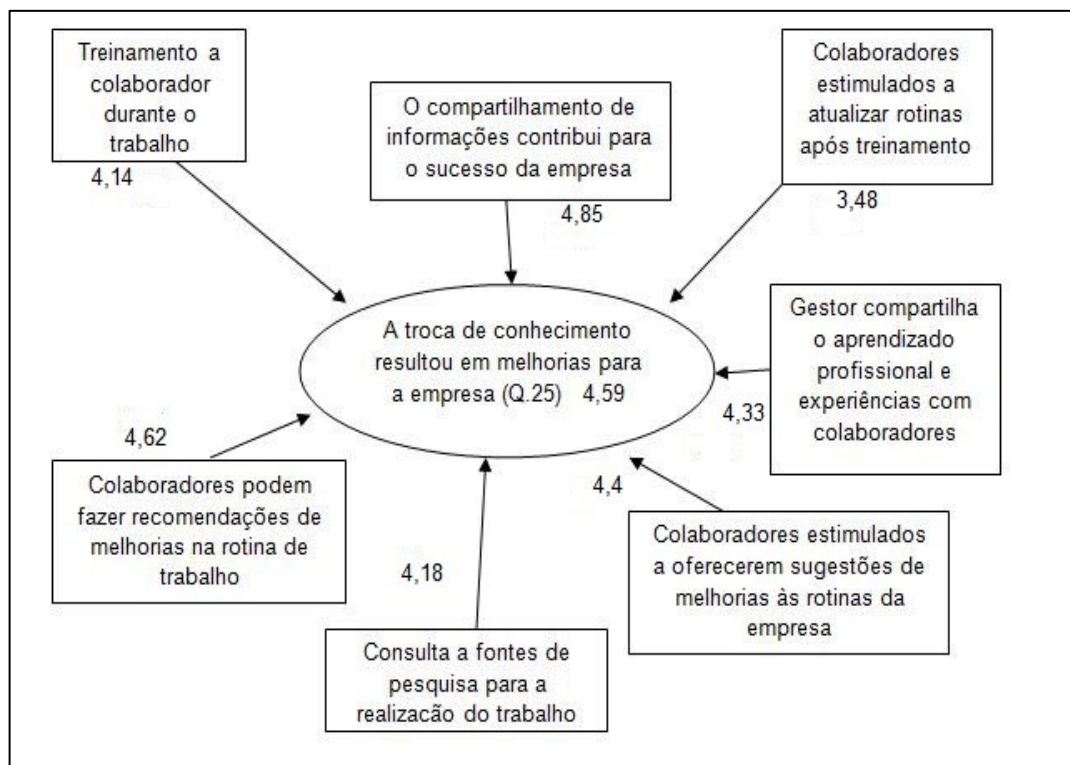 Treinamento a
colaborador
durante o
trabalho
4,14
O compartilhamento de
informações contribui para
o sucesso da empresa
4,85
Colaboradores
estimulados a
atualizar rotinas
após treinamento
3,48
A troca de conhecimento
resultou em melhorias para
a empresa (Q.25) 4,59
Gestor compartilha
o aprendizado
profissional e
experiências com
colaboradores
4,33
4,62
Colaboradores podem
fazer recomendações de
melhorias na rotina de
trabalho
4,18
Consulta a fontes de
pesquisa para a
realizacão do trabalho
4,4
Colaboradores estimulados
a oferecerem sugestões de
melhorias às rotinas da
empresa